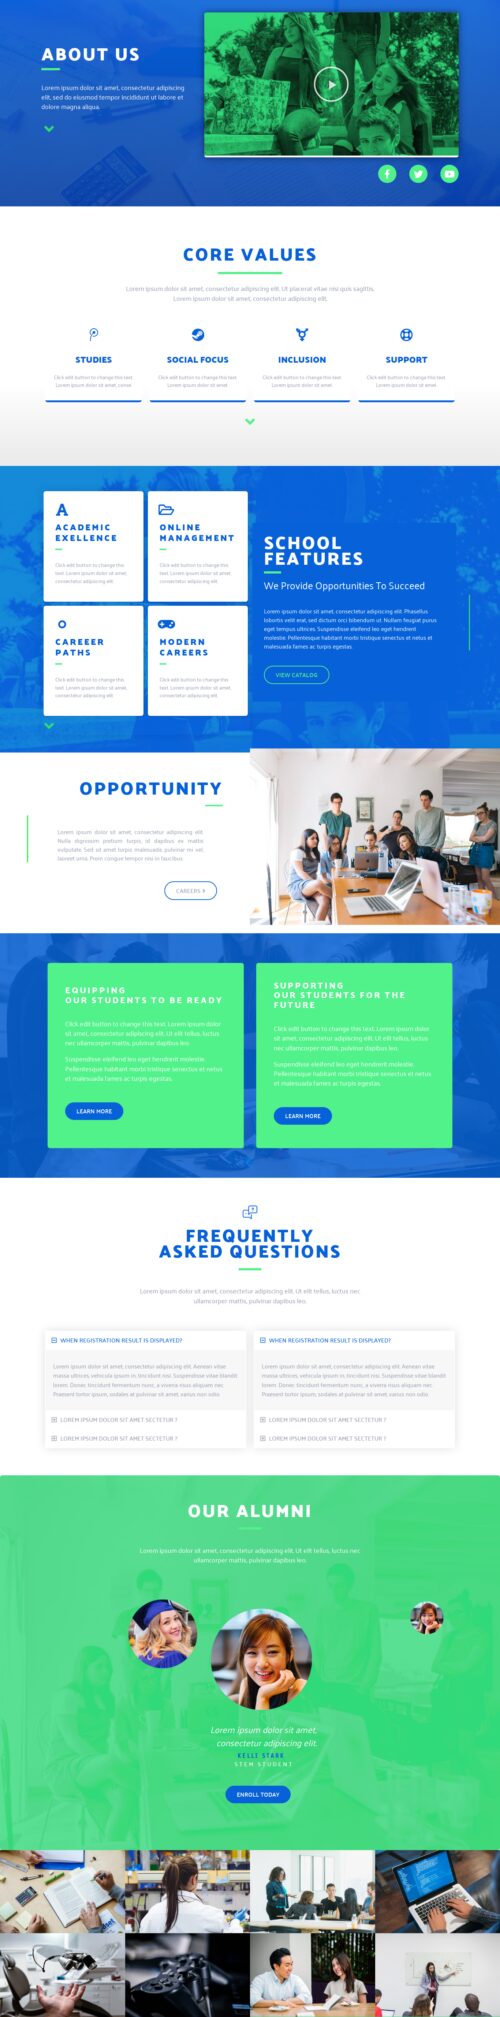 ABOUT US
Lorem ipsum dolor sit amet, consectetur adipiscing
elit, sed do eiusmod tempor incididunt ut labore et
dolore magna aliqua.
CORE VALUES
Lorem ipsum dolor sit amet, consectetur adipiscing elit. Ut placerat vitae nisi quis sagittis.
Lorem ipsum dolor sit amet, consectetur adipiscing elit.
STUDIES
Click edit button to change this text.
Lorem ipsum dolor sit amet, conse
SOCIAL FOCUS
Click edit button to change this text.
Lorem ipsum dolor sit amet
INCLUSION
Click edit button to change this text.
Lorem ipsum dolor sit amet.
SUPPORT
Click edit button to change this text.
Lorem ipsum dolor sit amet
ACADEMIC
EXELLENCE
Click edit button to change this
text. Lorem ipsum dolor sit amet,
consectetur adipiscing elit
ONLINE
MANAGEMENT
Click edit button to change this
text. Lorem ipsum dolor sit amet,
consectetur adipiscing elit
CAREEER
PATHS
Click edit button to change this
text. Lorem ipsum dolor sit amet,
consectetur adipiscing elit
MODERN
CAREERS
Click edit button to change this
text. Lorem ipsum dolor sit amet,
consectetur adipiscing elit
SCHOOL
FEATURES
We Provide Opportunities To Succeed
Lorem ipsum dolor sit amet, consectetur adipiscing elit. Phasellus
lobortis velit erat, sed dictum orci bibendum ut. Nullam feugiat purus
eget tempus ultrices. Suspendisse eleifend leo eget hendrerit molestie.
Pellentesque habitant morbi tristique senectus et netus et
malesuada fames ac turpis egestas.
VIEW CATALOG
OPPORTUNITY
Lorem ipsum dolor sit amet, consectetur adipiscing elit.
Nulla dignissim pretium turpis, id dapibus ex mattis
vulputate. Sed sit amet turpis malesuada, pulvinar mi vel,
laoreet urna. Proin congue tempor nisi in faucibus.
CAREERS
EQUIPPING
OUR STUDENTS TO BE READY
Click edit button to change this text. Lorem ipsum dolor
sit amet, consectetur adipiscing elit. Ut elit tellus, luctus
nec ullamcorper mattis, pulvinar dapibus leo.
Suspendisse eleifend leo eget hendrerit molestie.
Pellentesque habitant morbi tristique senectus et netus
et malesuada fames ac turpis egestas.
LEARN MORE
SUPPORTING
OUR STUDENTS FOR THE
FUTURE
Click edit button to change this text. Lorem ipsum dolor
sit amet, consectetur adipiscing elit. Ut elit tellus, luctus
nec ullamcorper mattis, pulvinar dapibus leo.
Suspendisse eleifend leo eget hendrerit molestie.
Pellentesque habitant morbi tristique senectus et netus
et malesuada fames ac turpis egestas.
LEARN MORE
FREQUENTLY
ASKED QUESTIONS
Lorem ipsum dolor sit amet, consectetur adipiscing elit. Ut elit tellus, luctus nec
ullamcorper mattis, pulvinar dapibus leo.
WHEN REGISTRATION RESULT IS DISPLAYED?
Lorem ipsum dolor sit amet, consectetur adipiscing elit. Aenean vitae
massa ultrices, vehicula enim at, tincidunt nisi. Suspendisse vitae blandit
lorem. Donec fermentum nunc, a viverra risus aliquam nec.
Praesent tortor ipsum, sodales at pulvinar sit amet, varius non odio.
LOREM IPSUM DOLOR SIT AMET SECTETUR ?
LOREM IPSUM DOLOR SIT AMET SECTETUR ?
WHEN REGISTRATION RESULT IS DISPLAYED?
Lorem ipsum dolor sit amet, consectetur adipiscing elit. Aenean vitae
massa ultrices, vehicula enim at, tincidunt nisi. Suspendisse vitae blandit
lorem. Donec fermentum nunc, a viverra risus aliquam nec.
Praesent tortor ipsum, sodales at pulvinar sit amet, varius non odio.
LOREM IPSUM DOLOR SIT AMET SECTETUR ?
LOREM IPSUM DOLOR SIT AMET SECTETUR ?
OUR ALUMNI
Lorem ipsum dolor sit amet, consectetur adipiscing elit. Ut elit tellus, luctus nec
ullamcorper mattis, pulvinar dapibus leo.
Lorem ipsum dolor sit amet,
consectetur adipiscing elit.
KELLI STARK
STEM STUDENT
ENROLL TODAY